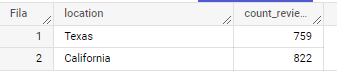 Fila location count_revie...
1 Texas 759
2 California 822